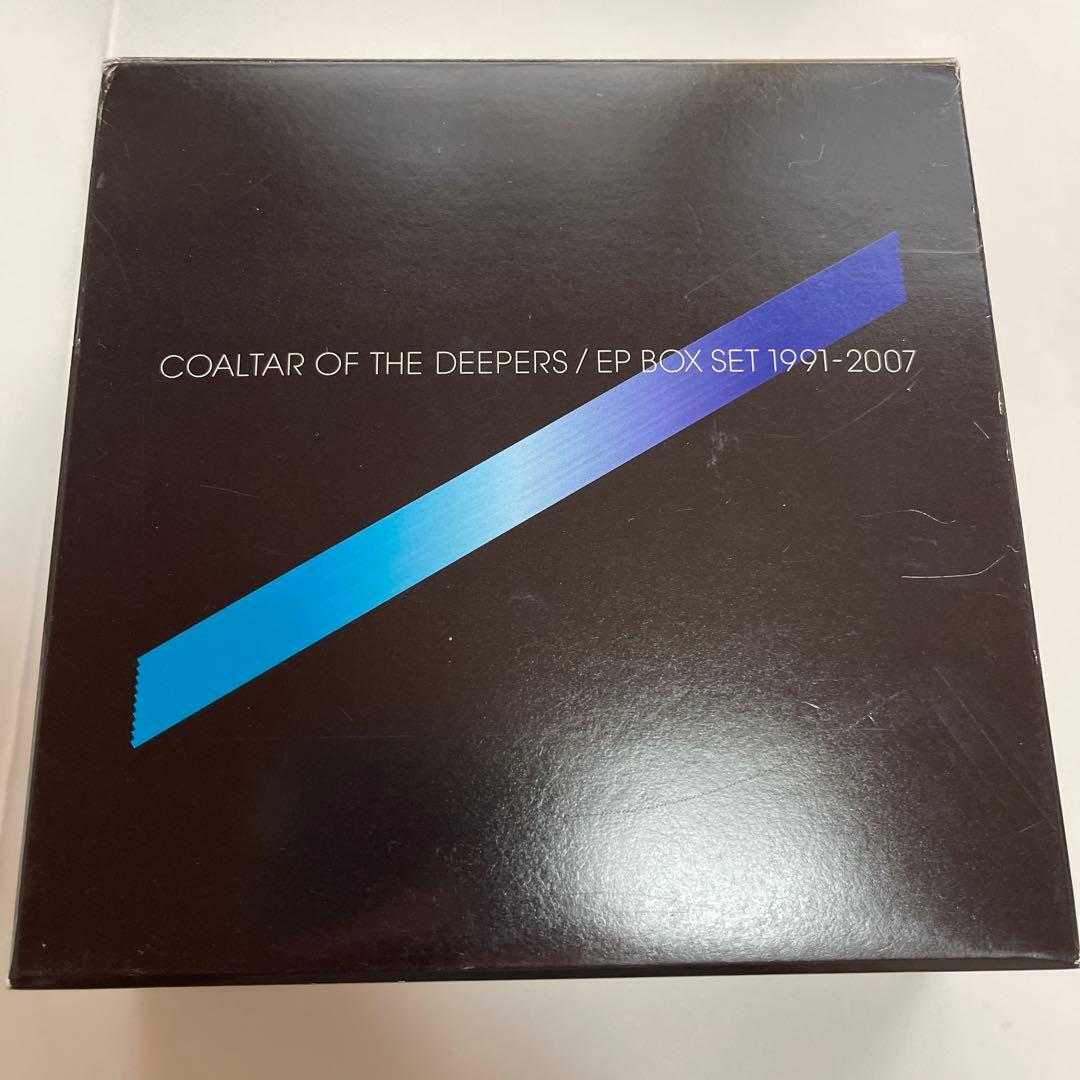 COALTAR OF THE DEEPERS / EP BOX SET 1991-2007